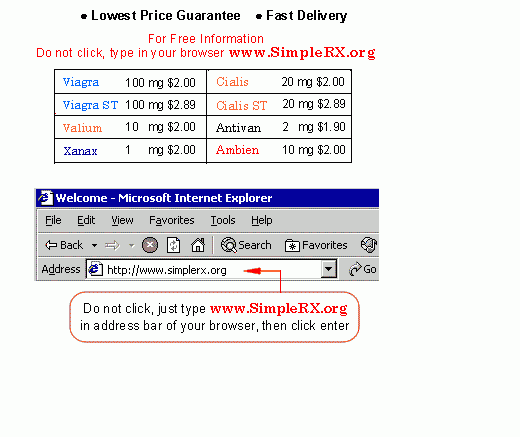 ● Lowest Price Guarantee ● Fast Delivery
For Free Information
Do not click, type in your browser www.SimpleRX.org
Viagra 100 mg $2.00 Cialis 20 mg $2.00
Viagra ST 100 mg $2.89 Cialis ST 20 mg $2.89
Valium 10 mg $2.00 Antivan 2 mg $1.90
Xanax 1 mg $2.00 Ambien 10 mg $2.00
Welcome - Microsoft Internet Explorer
File Edit View Favorites Tools Help
Back Search Favorites
Address http://www.simplerx.org Go
Do not click, just type www.SimpleRX.org
in address bar of your browser, then click enter